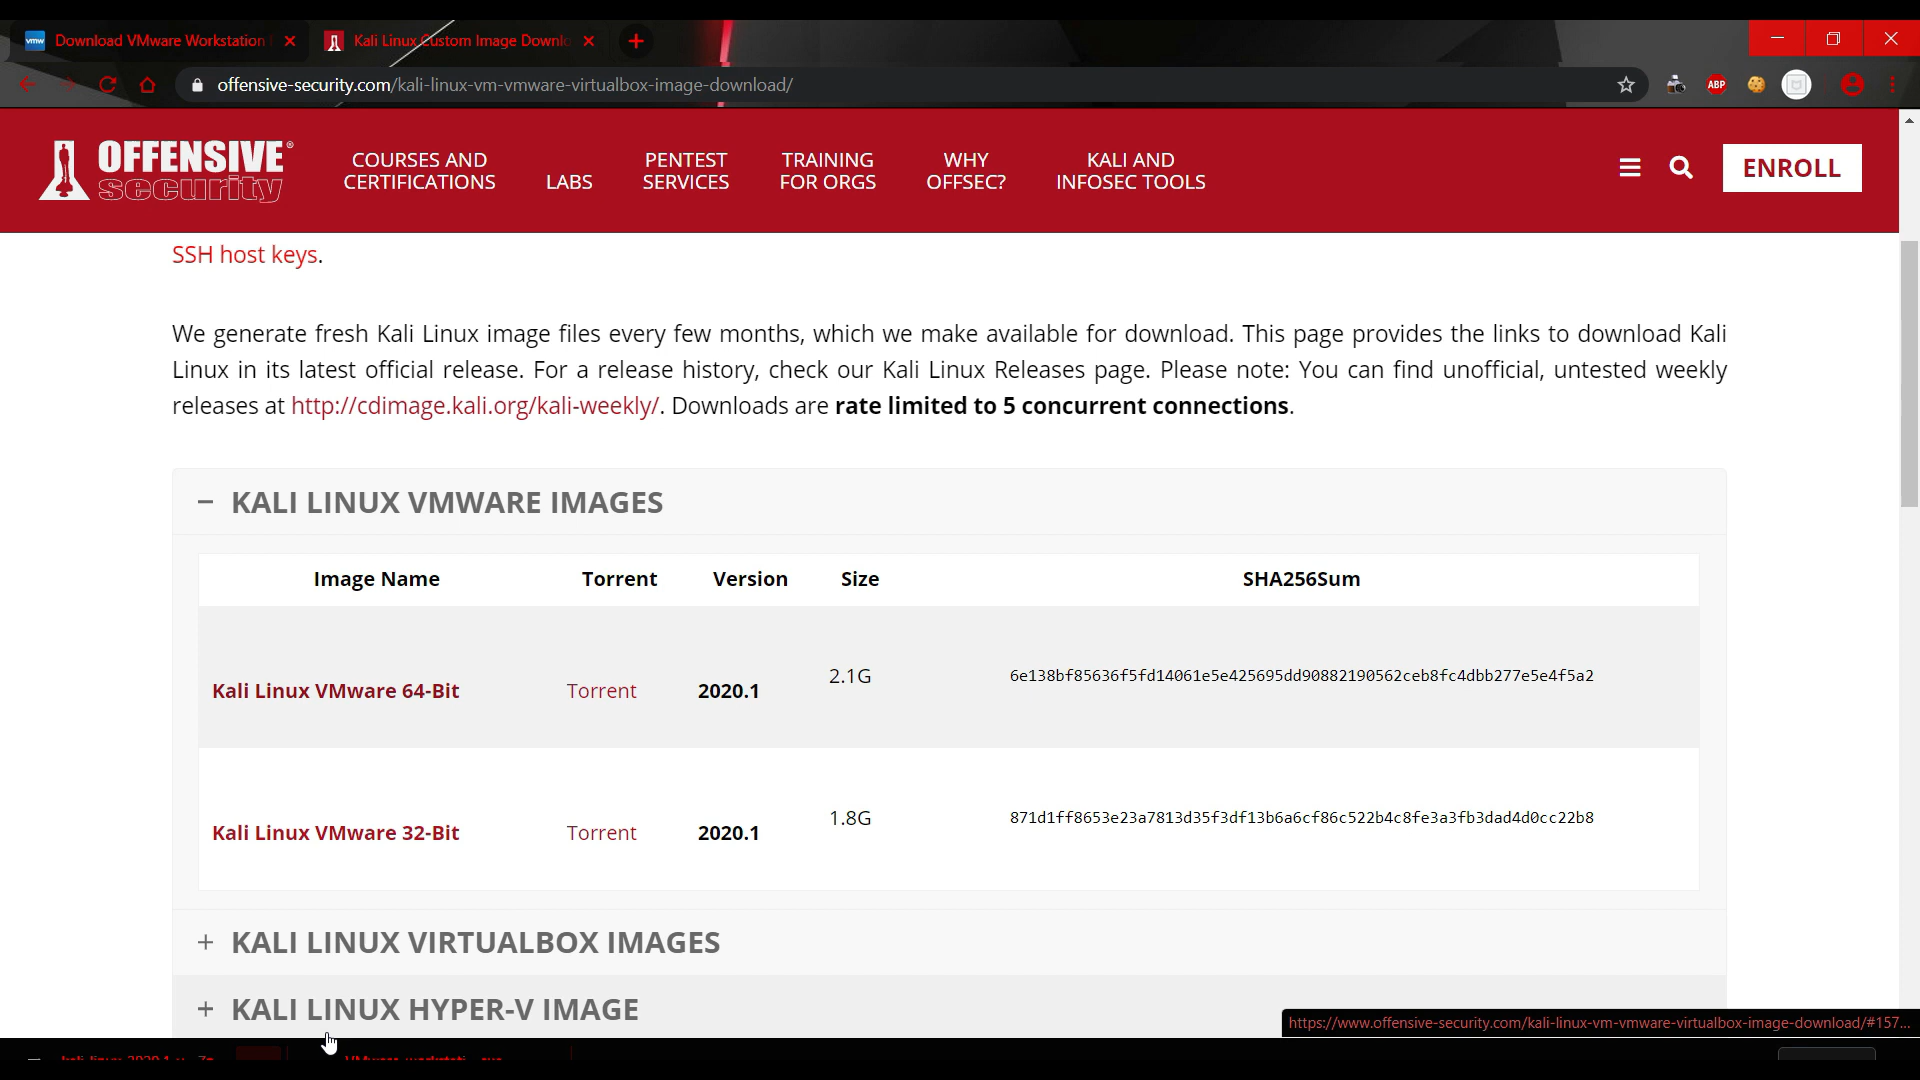 vmw Download VMware Workstation
Kali Linux Custom Image Downlo
offensive-security.com/kali-linux-vm-vmware-virtualbox-image-download/
ABP
OFFENSIVE®
security
COURSES AND
CERTIFICATIONS
LABS
PENTEST
SERVICES
TRAINING
FOR ORGS
WHY
OFFSEC?
KALI AND
INFOSEC TOOLS
ENROLL
SSH host keys.
We generate fresh Kali Linux image files every few months, which we make available for download. This page provides the links to download Kali
Linux in its latest official release. For a release history, check our Kali Linux Releases page. Please note: You can find unofficial, untested weekly
releases at http://cdimage.kali.org/kali-weekly/. Downloads are rate limited to 5 concurrent connections.
− KALI LINUX VMWARE IMAGES
Image Name Torrent Version Size SHA256Sum
Kali Linux VMware 64-Bit Torrent 2020.1 2.1G 6e138bf85636f5fd14061e5e425695dd90882190562ceb8fc4dbb277e5e4f5a2
Kali Linux VMware 32-Bit Torrent 2020.1 1.8G 871d1ff8653e23a7813d35f3df13b6a6cf86c522b4c8fe3a3fb3dad4d0cc22b8
+ KALI LINUX VIRTUALBOX IMAGES
+ KALI LINUX HYPER-V IMAGE
https://www.offensive-security.com/kali-linux-vm-vmware-virtualbox-image-download/#157...